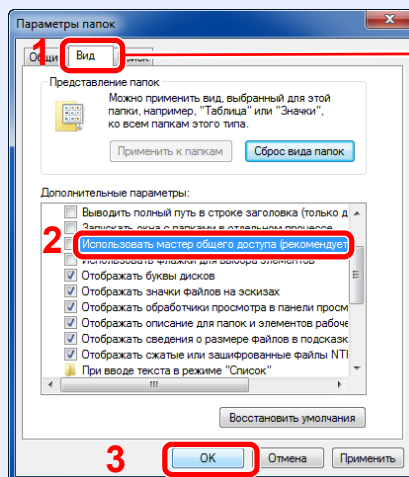 Параметры папок
1
Вид
Представление папок
Можно применить вид, выбранный для этой
папки, например, "Таблица" или "Значки",
ко всем папкам этого типа.
Применить к папкам
Сброс вида папок
Дополнительные параметры:
Выводить полный путь в строке заголовка (только д
Запускать окна с папками в отдельном процессе
2
Использовать мастер общего доступа (рекомендует
Использовать флажки для выбора элементов
Отображать буквы дисков
Отображать значки файлов на эскизах
Отображать обработчики просмотра в панели просм
Отображать описание для папок и элементов рабоче
Отображать сведения о размере файлов в подсказк
Отображать сжатые или зашифрованные файлы NTI
При вводе текста в режиме "Список"
Восстановить умолчания
3
OK
Отмена
Применить